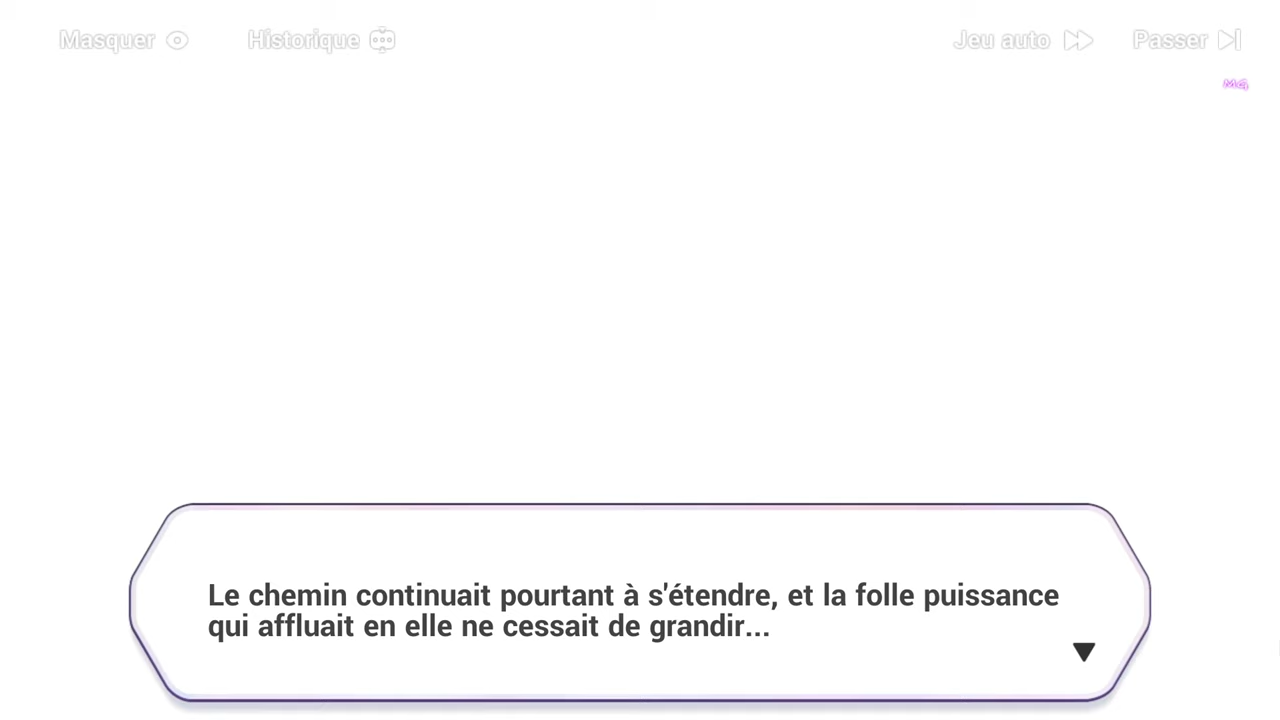 Masquer
Historique
Jeu auto
Passer
Le chemin continuait pourtant à s'étendre, et la folle puissance
qui affluait en elle ne cessait de grandir...